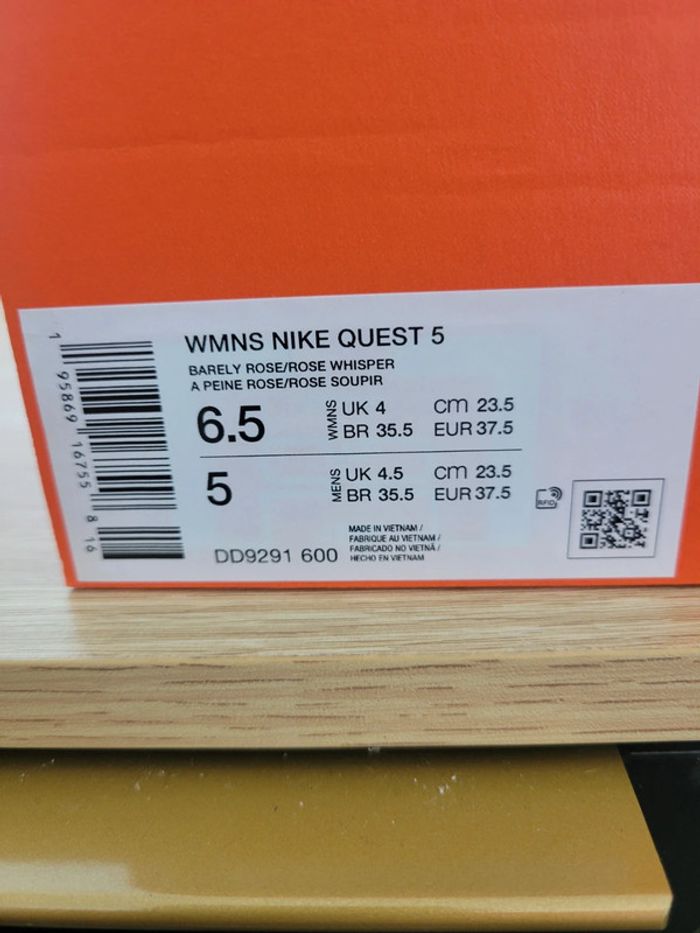 WMNS NIKE QUEST 5
BARELY ROSE/ROSE WHISPER
A PEINE ROSE/ROSE SOUPIR
6.5
WMNS
UK 4 cm 23.5
BR 35.5 EUR 37.5
5
MENS
UK 4.5 cm 23.5
BR 35.5 EUR 37.5
RFID
MADE IN VIETNAM /
FABRIQUE AU VIETNAM /
FABRICADO NO VIETNÃ /
HECHO EN VIETNAM
DD9291 600
1 95869 16755 8 16